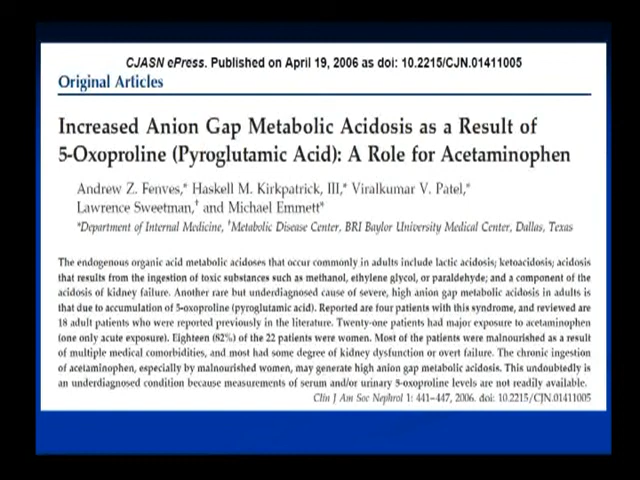 CJASN ePress. Published on April 19, 2006 as doi: 10.2215/CJN.01411005
Original Articles
Increased Anion Gap Metabolic Acidosis as a Result of
5-Oxoproline (Pyroglutamic Acid): A Role for Acetaminophen
Andrew Z. Fenves,* Haskell M. Kirkpatrick, III,* Viralkumar V. Patel,*
Lawrence Sweetman,† and Michael Emmett*
*Department of Internal Medicine, †Metabolic Disease Center, BRI Baylor University Medical Center, Dallas, Texas
The endogenous organic acid metabolic acidoses that occur commonly in adults include lactic acidosis; ketoacidosis; acidosis
that results from the ingestion of toxic substances such as methanol, ethylene glycol, or paraldehyde; and a component of the
acidosis of kidney failure. Another rare but underdiagnosed cause of severe, high anion gap metabolic acidosis in adults is
that due to accumulation of 5-oxoproline (pyroglutamic acid). Reported are four patients with this syndrome, and reviewed are
18 adult patients who were reported previously in the literature. Twenty-one patients had major exposure to acetaminophen
(one only acute exposure). Eighteen (82%) of the 22 patients were women. Most of the patients were malnourished as a result
of multiple medical comorbidities, and most had some degree of kidney dysfunction or overt failure. The chronic ingestion
of acetaminophen, especially by malnourished women, may generate high anion gap metabolic acidosis. This undoubtedly is
an underdiagnosed condition because measurements of serum and/or urinary 5-oxoproline levels are not readily available.
Clin J Am Soc Nephrol 1: 441–447, 2006. doi: 10.2215/CJN.01411005